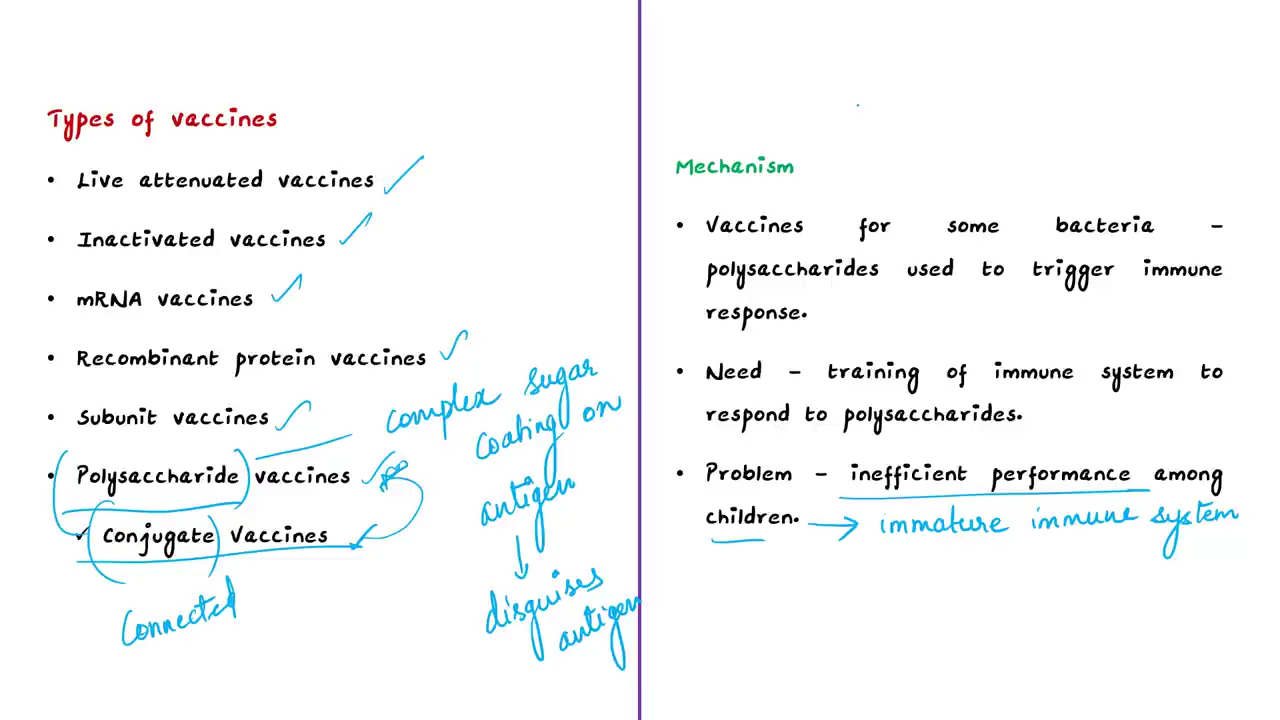 Types of vaccines
• Live attenuated vaccines
• Inactivated vaccines
• mRNA vaccines
• Recombinant protein vaccines
• Subunit vaccines
• Polysaccharide vaccines
✓ Conjugate Vaccines
Connected
complex sugar
coating on
antigen
disguises
antigen
Mechanism
• Vaccines for some bacteria –
polysaccharides used to trigger immune
response.
• Need – training of immune system to
respond to polysaccharides.
• Problem – inefficient performance among
children. → immature immune system